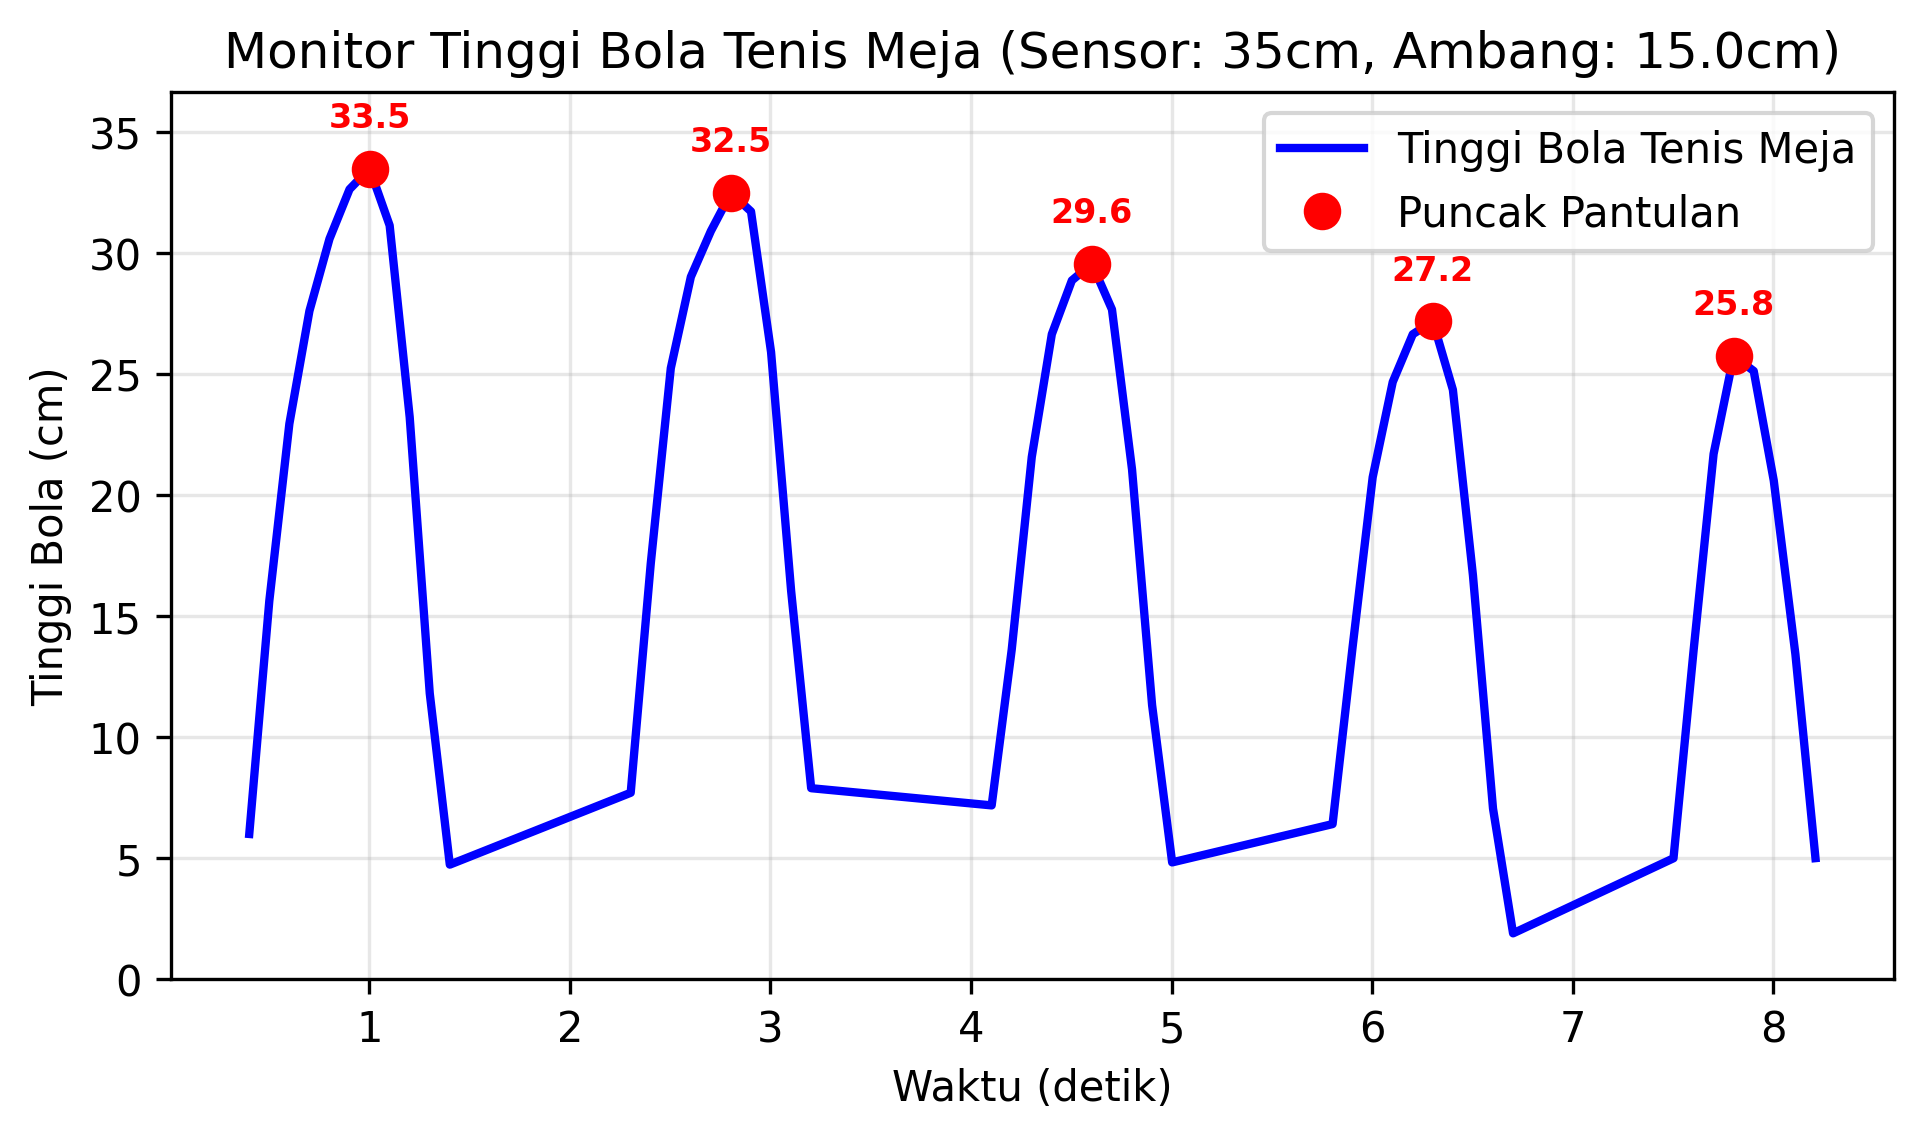 Monitor Tinggi Bola Tenis Meja (Sensor: 35cm, Ambang: 15.0cm)
33.5
32.5
29.6
27.2
25.8
Tinggi Bola Tenis Meja
Puncak Pantulan
Tinggi Bola (cm)
35
30
25
20
15
10
5
0
1 2 3 4 5 6 7 8
Waktu (detik)